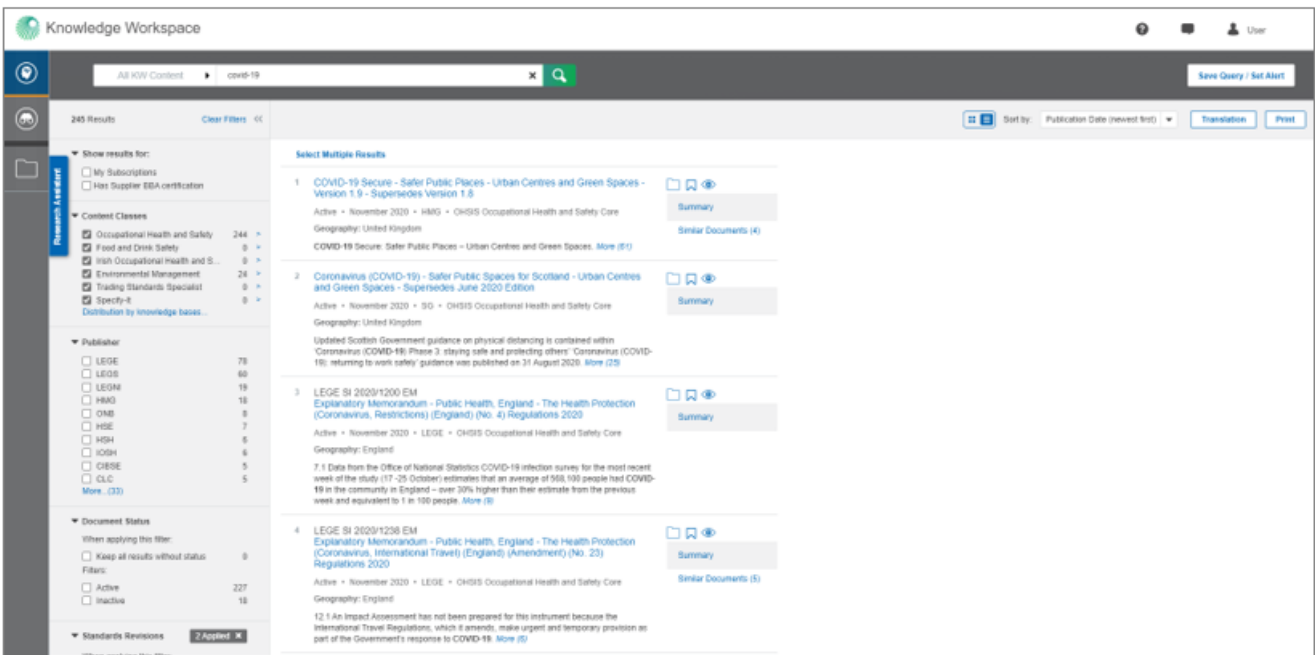 Knowledge Workspace
User
All KW Content
covid-19
Save Query / Set Alert
245 Results
Clear Filters
Sort by:
Publication Date (newest first)
Translation
Print
Research Assistant
Show results for:
My Subscriptions
Has Supplier BBA certification
Content Classes
Occupational Health and Safety 244
Food and Drink Safety 0
Irish Occupational Health and S... 0
Environmental Management 24
Trading Standards Specialist 0
Specify-it 0
Distribution by knowledge bases...
Publisher
LEGE 78
LEGS 60
LEGNI 19
HMG 18
ONB 8
HSE 7
HSH 6
IOSH 6
CIBSE 5
CLC 5
More...(33)
Document Status
When applying this filter:
Keep all results without status 0
Filters:
Active 227
Inactive 18
Standards Revisions
2 Applied X
Select Multiple Results
1 COVID-19 Secure - Safer Public Places - Urban Centres and Green Spaces -
Version 1.9 - Supersedes Version 1.8
Active • November 2020 • HMG • OHSIS Occupational Health and Safety Core
Geography: United Kingdom
COVID-19 Secure: Safer Public Places – Urban Centres and Green Spaces. More (61)
Summary
Similar Documents (4)
2 Coronavirus (COVID-19) - Safer Public Spaces for Scotland - Urban Centres
and Green Spaces - Supersedes June 2020 Edition
Active • November 2020 • SG • OHSIS Occupational Health and Safety Core
Geography: United Kingdom
Updated Scottish Government guidance on physical distancing is contained within
'Coronavirus (COVID-19) Phase 3: staying safe and protecting others' 'Coronavirus (COVID-
19): returning to work safely' guidance was published on 31 August 2020. More (25)
Summary
3 LEGE SI 2020/1200 EM
Explanatory Memorandum - Public Health, England - The Health Protection
(Coronavirus, Restrictions) (England) (No. 4) Regulations 2020
Active • November 2020 • LEGE • OHSIS Occupational Health and Safety Core
Geography: England
7.1 Data from the Office of National Statistics COVID-19 infection survey for the most recent
week of the study (17 -25 October) estimates that an average of 568,100 people had COVID-
19 in the community in England – over 30% higher than their estimate from the previous
week and equivalent to 1 in 100 people. More (9)
Summary
4 LEGE SI 2020/1238 EM
Explanatory Memorandum - Public Health, England - The Health Protection
(Coronavirus, International Travel) (England) (Amendment) (No. 23)
Regulations 2020
Active • November 2020 • LEGE • OHSIS Occupational Health and Safety Core
Geography: England
12.1 An Impact Assessment has not been prepared for this instrument because the
International Travel Regulations, which it amends, make urgent and temporary provision as
part of the Government's response to COVID-19. More (6)
Summary
Similar Documents (5)